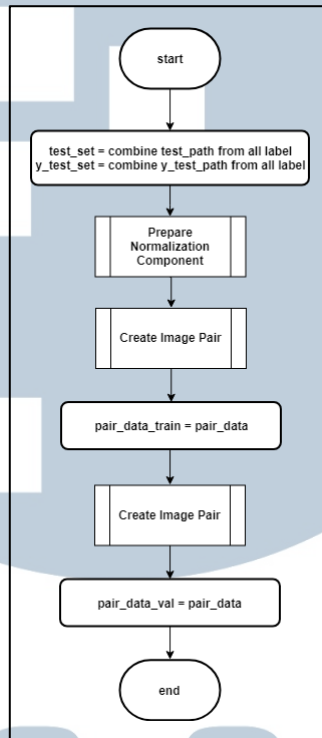 start
test_set = combine test_path from all label
y_test_set = combine y_test_path from all label
Prepare
Normalization
Component
Create Image Pair
pair_data_train = pair_data
Create Image Pair
pair_data_val = pair_data
end